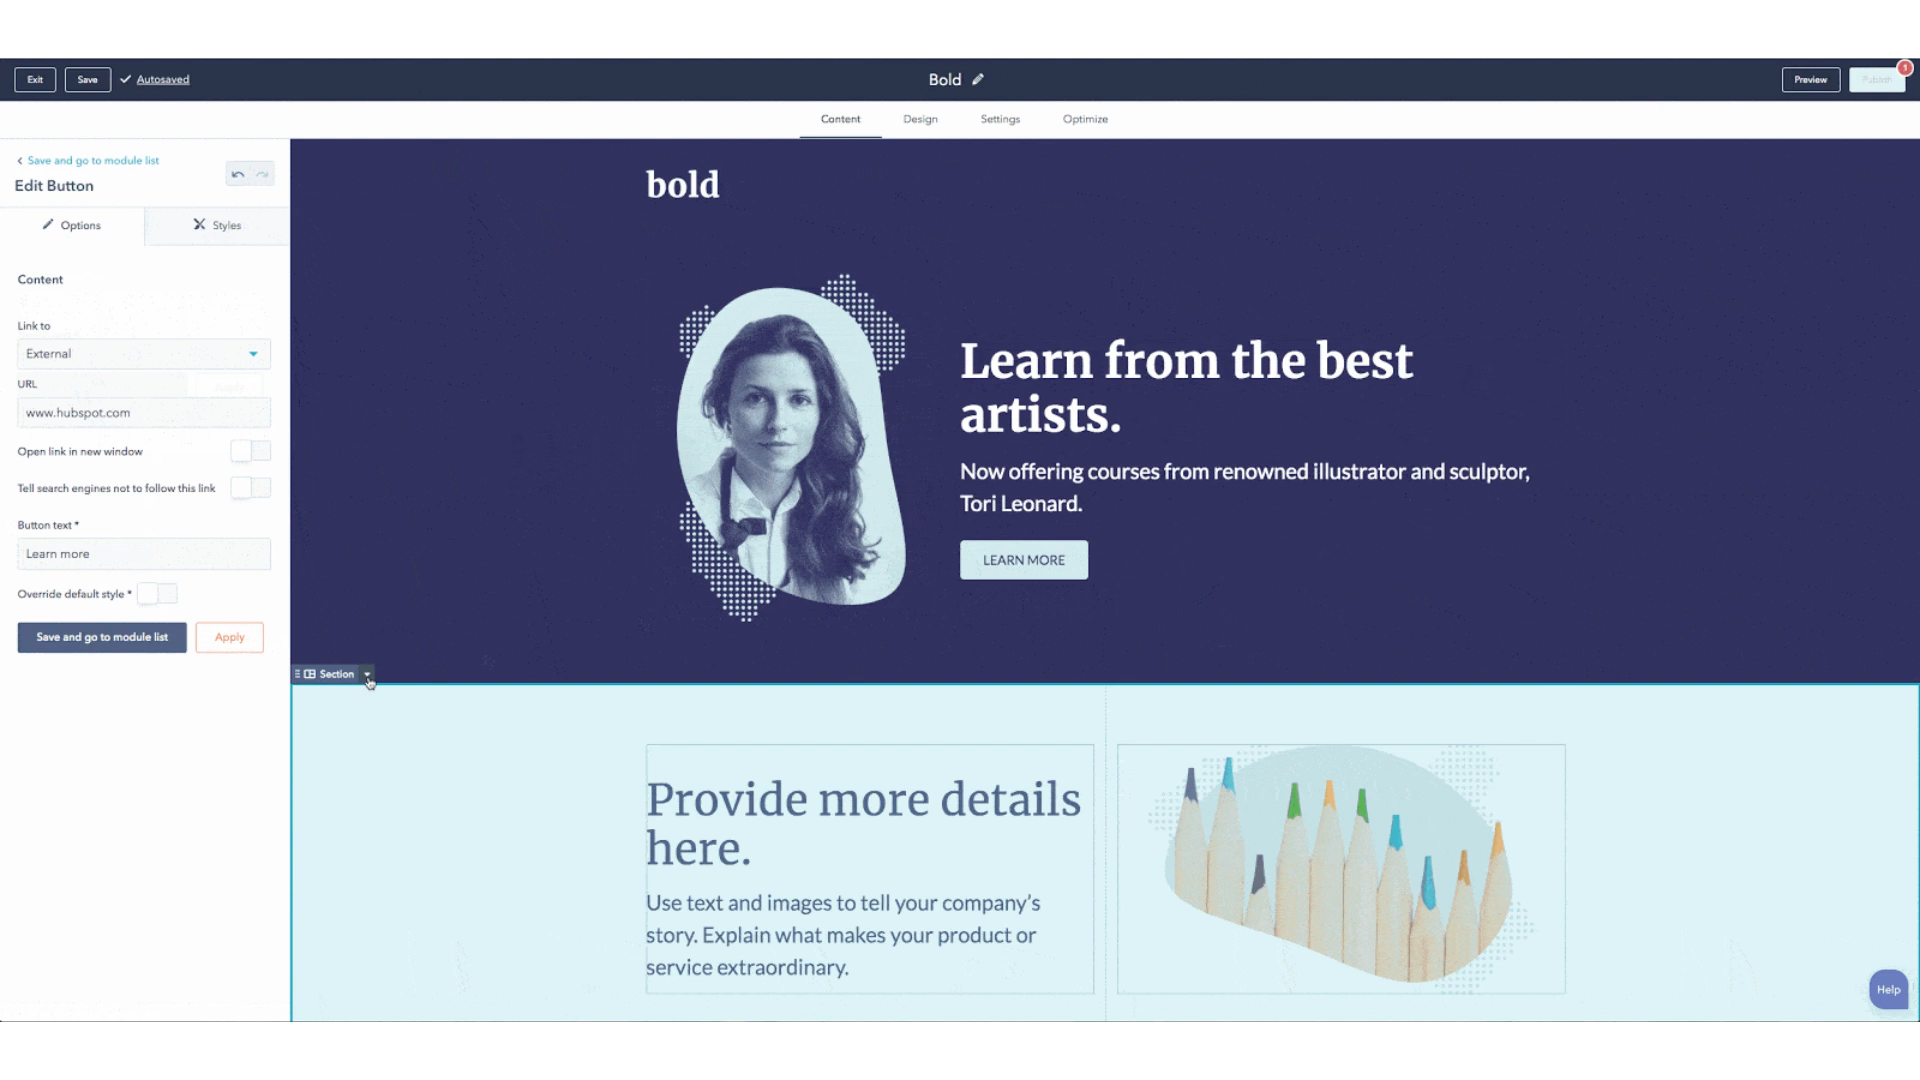 Exit
Save
Autosaved
Bold
Preview
Publish
1
Content
Design
Settings
Optimize
Save and go to module list
Edit Button
Options
Styles
Content
Link to
External
URL
www.hubspot.com
Open link in new window
Tell search engines not to follow this link
Button text *
Learn more
Override default style *
Save and go to module list
Apply
bold
Learn from the best
artists.
Now offering courses from renowned illustrator and sculptor,
Tori Leonard.
LEARN MORE
Section
Provide more details
here.
Use text and images to tell your company's
story. Explain what makes your product or
service extraordinary.
Help